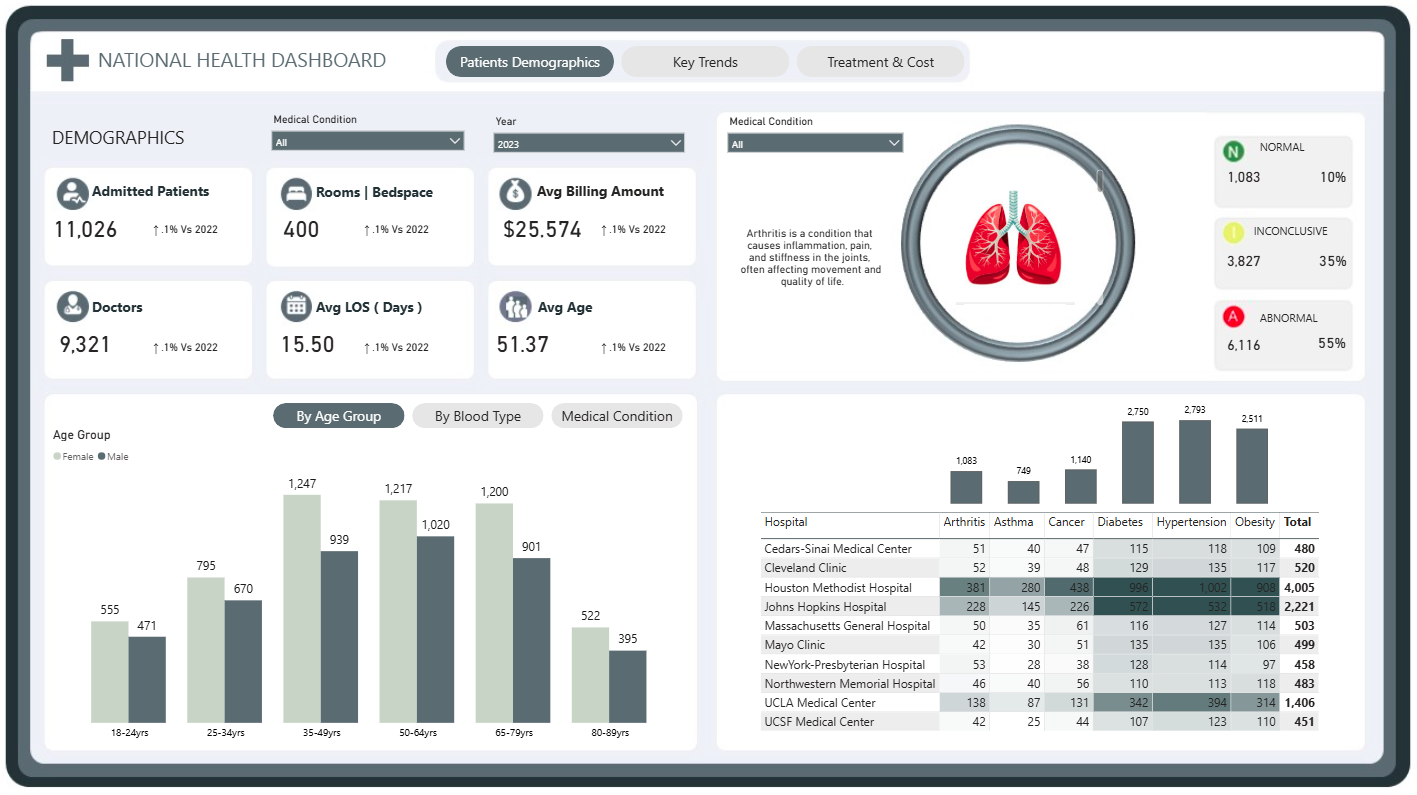 NATIONAL HEALTH DASHBOARD
Patients Demographics
Key Trends
Treatment & Cost
DEMOGRAPHICS
Medical Condition
All
Year
2023
Admitted Patients
11,026
↑ .1% Vs 2022
Rooms | Bedspace
400
↑ .1% Vs 2022
Avg Billing Amount
$25,574
↑ .1% Vs 2022
Doctors
9,321
↑ .1% Vs 2022
Avg LOS ( Days )
15.50
↑ .1% Vs 2022
Avg Age
51.37
↑ .1% Vs 2022
Medical Condition
All
Arthritis is a condition that
causes inflammation, pain,
and stiffness in the joints,
often affecting movement and
quality of life.
N NORMAL
1,083 10%
I INCONCLUSIVE
3,827 35%
A ABNORMAL
6,116 55%
By Age Group
By Blood Type
Medical Condition
Age Group
Female Male
555 471
795 670
1,247 939
1,217 1,020
1,200 901
522 395
18-24yrs 25-34yrs 35-49yrs 50-64yrs 65-79yrs 80-89yrs
1,083 749 1,140 2,750 2,793 2,511
Hospital Arthritis Asthma Cancer Diabetes Hypertension Obesity Total
Cedars-Sinai Medical Center 51 40 47 115 118 109 480
Cleveland Clinic 52 39 48 129 135 117 520
Houston Methodist Hospital 381 280 438 996 1,002 908 4,005
Johns Hopkins Hospital 228 145 226 572 532 518 2,221
Massachusetts General Hospital 50 35 61 116 127 114 503
Mayo Clinic 42 30 51 135 135 106 499
NewYork-Presbyterian Hospital 53 28 38 128 114 97 458
Northwestern Memorial Hospital 46 40 56 110 113 118 483
UCLA Medical Center 138 87 131 342 394 314 1,406
UCSF Medical Center 42 25 44 107 123 110 451